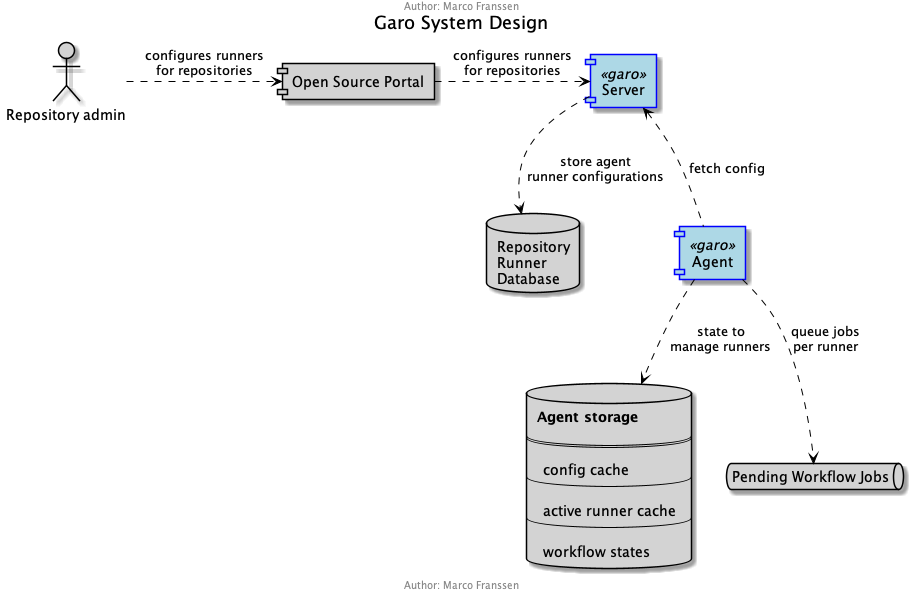 Author: Marco Franssen
Garo System Design
configures runners
for repositories
configures runners
for repositories
Repository admin
Open Source Portal
«garo»
Server
store agent
runner configurations
fetch config
Repository
Runner
Database
«garo»
Agent
state to
manage runners
queue jobs
per runner
Agent storage
config cache
active runner cache
workflow states
Pending Workflow Jobs
Author: Marco Franssen